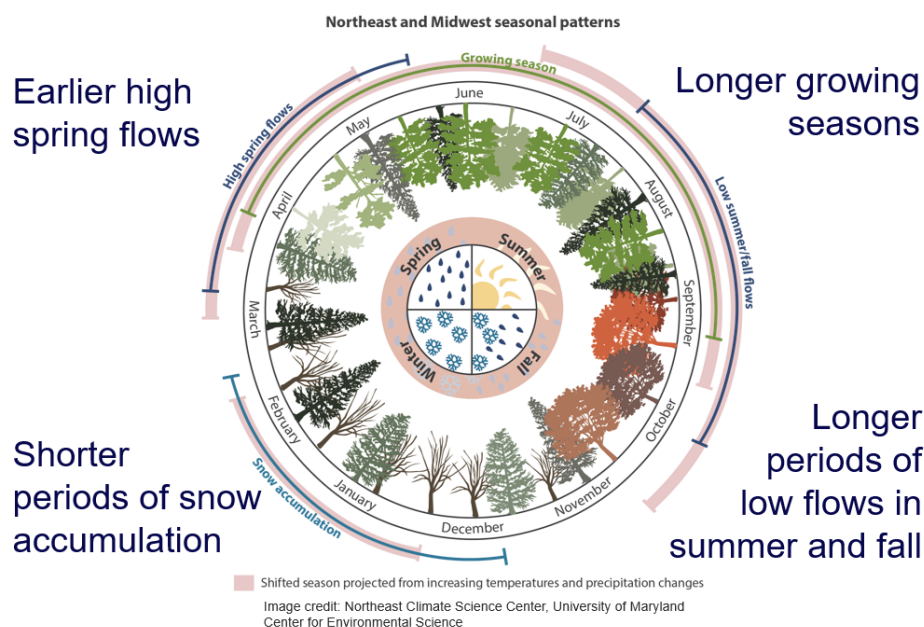 Northeast and Midwest seasonal patterns
Earlier high
spring flows
Longer growing
seasons
Growing season
High spring flows
Low summer/fall flows
Snow accumulation
June
July
August
September
October
November
December
January
February
March
April
May
Spring
Summer
Fall
Winter
Shorter
periods of snow
accumulation
Longer
periods of
low flows in
summer and fall
Shifted season projected from increasing temperatures and precipitation changes
Image credit: Northeast Climate Science Center, University of Maryland
Center for Environmental Science